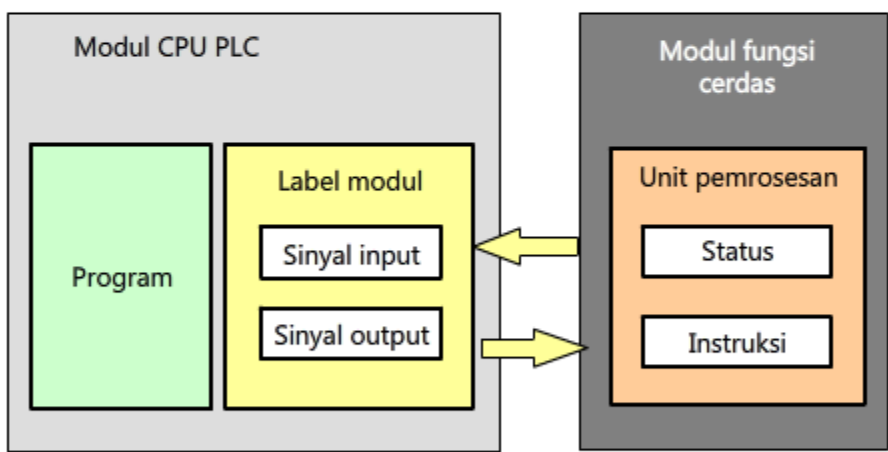 Modul CPU PLC
Program
Label modul
Sinyal input
Sinyal output
Modul fungsi
cerdas
Unit pemrosesan
Status
Instruksi